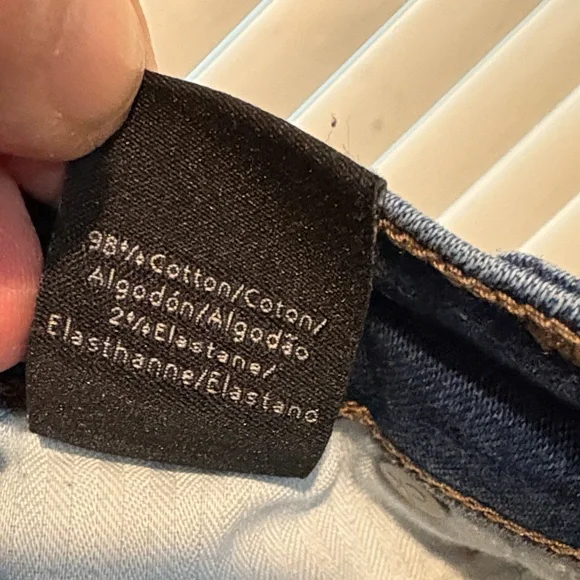 98% Cotton/Coton/
Algodón/Algodão
2% Elastane/
Elasthanne/Elastano